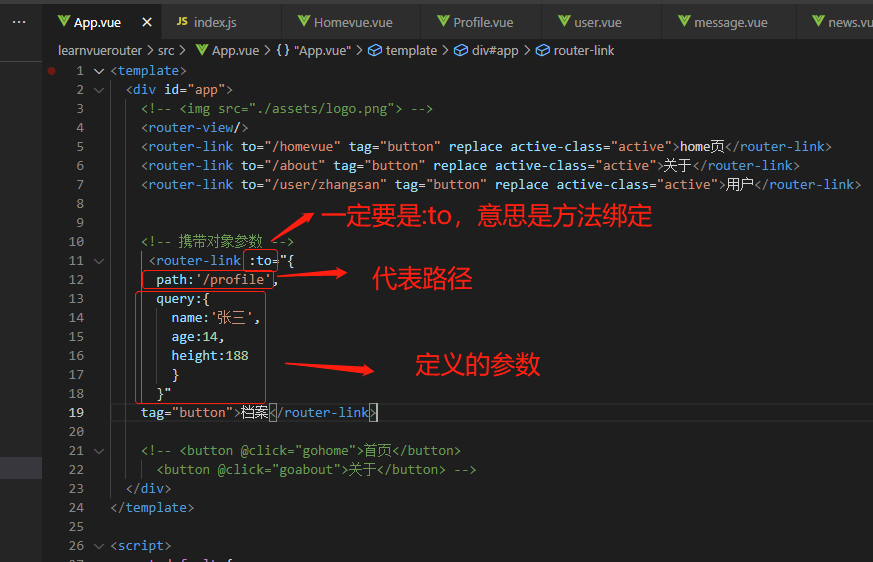 ··· App.vue × JS index.js Homevue.vue Profile.vue user.vue message.vue news.vu
learnvuerouter > src > App.vue > {} "App.vue" > template > div#app > router-link
1 <template>
2 <div id="app">
3 <!-- <img src="./assets/logo.png"> -->
4 <router-view/>
5 <router-link to="/homevue" tag="button" replace active-class="active">home页</router-link>
6 <router-link to="/about" tag="button" replace active-class="active">关于</router-link>
7 <router-link to="/user/zhangsan" tag="button" replace active-class="active">用户</router-link>
8
一定要是:to，意思是方法绑定
9
10 <!-- 携带对象参数 -->
11 <router-link :to="{
12 path:'/profile',
代表路径
13 query:{
14 name:'张三',
15 age:14,
16 height:188
定义的参数
17 }
18 }"
19 tag="button">档案</router-link>
20
21 <!-- <button @click="gohome">首页</button>
22 <button @click="goabout">关于</button> -->
23 </div>
24 </template>
25
26 <script>